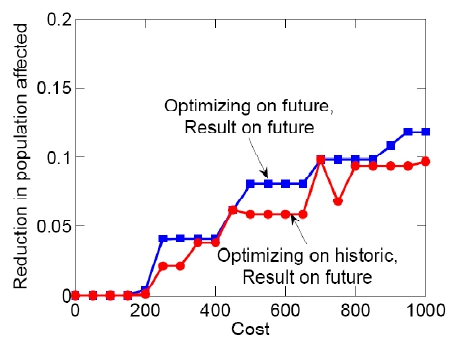 Reduction in population affected
0.2
0.15
0.1
0.05
0
Optimizing on future,
Result on future
Optimizing on historic,
Result on future
0 200 400 600 800 1000
Cost